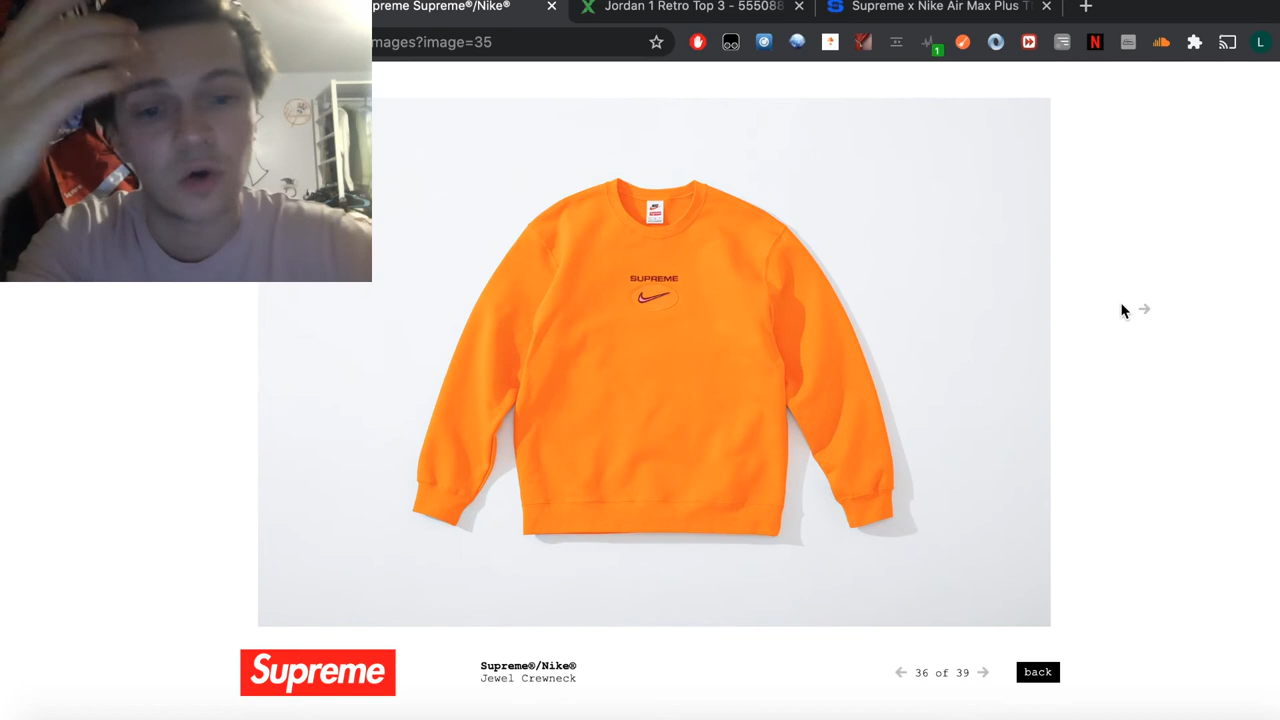 preme Supreme®/Nike®
Jordan 1 Retro Top 3 - 555088
Supreme x Nike Air Max Plus T
mages?image=35
1
L
SUPREME
Supreme
Supreme®/Nike®
Jewel Crewneck
36 of 39
back